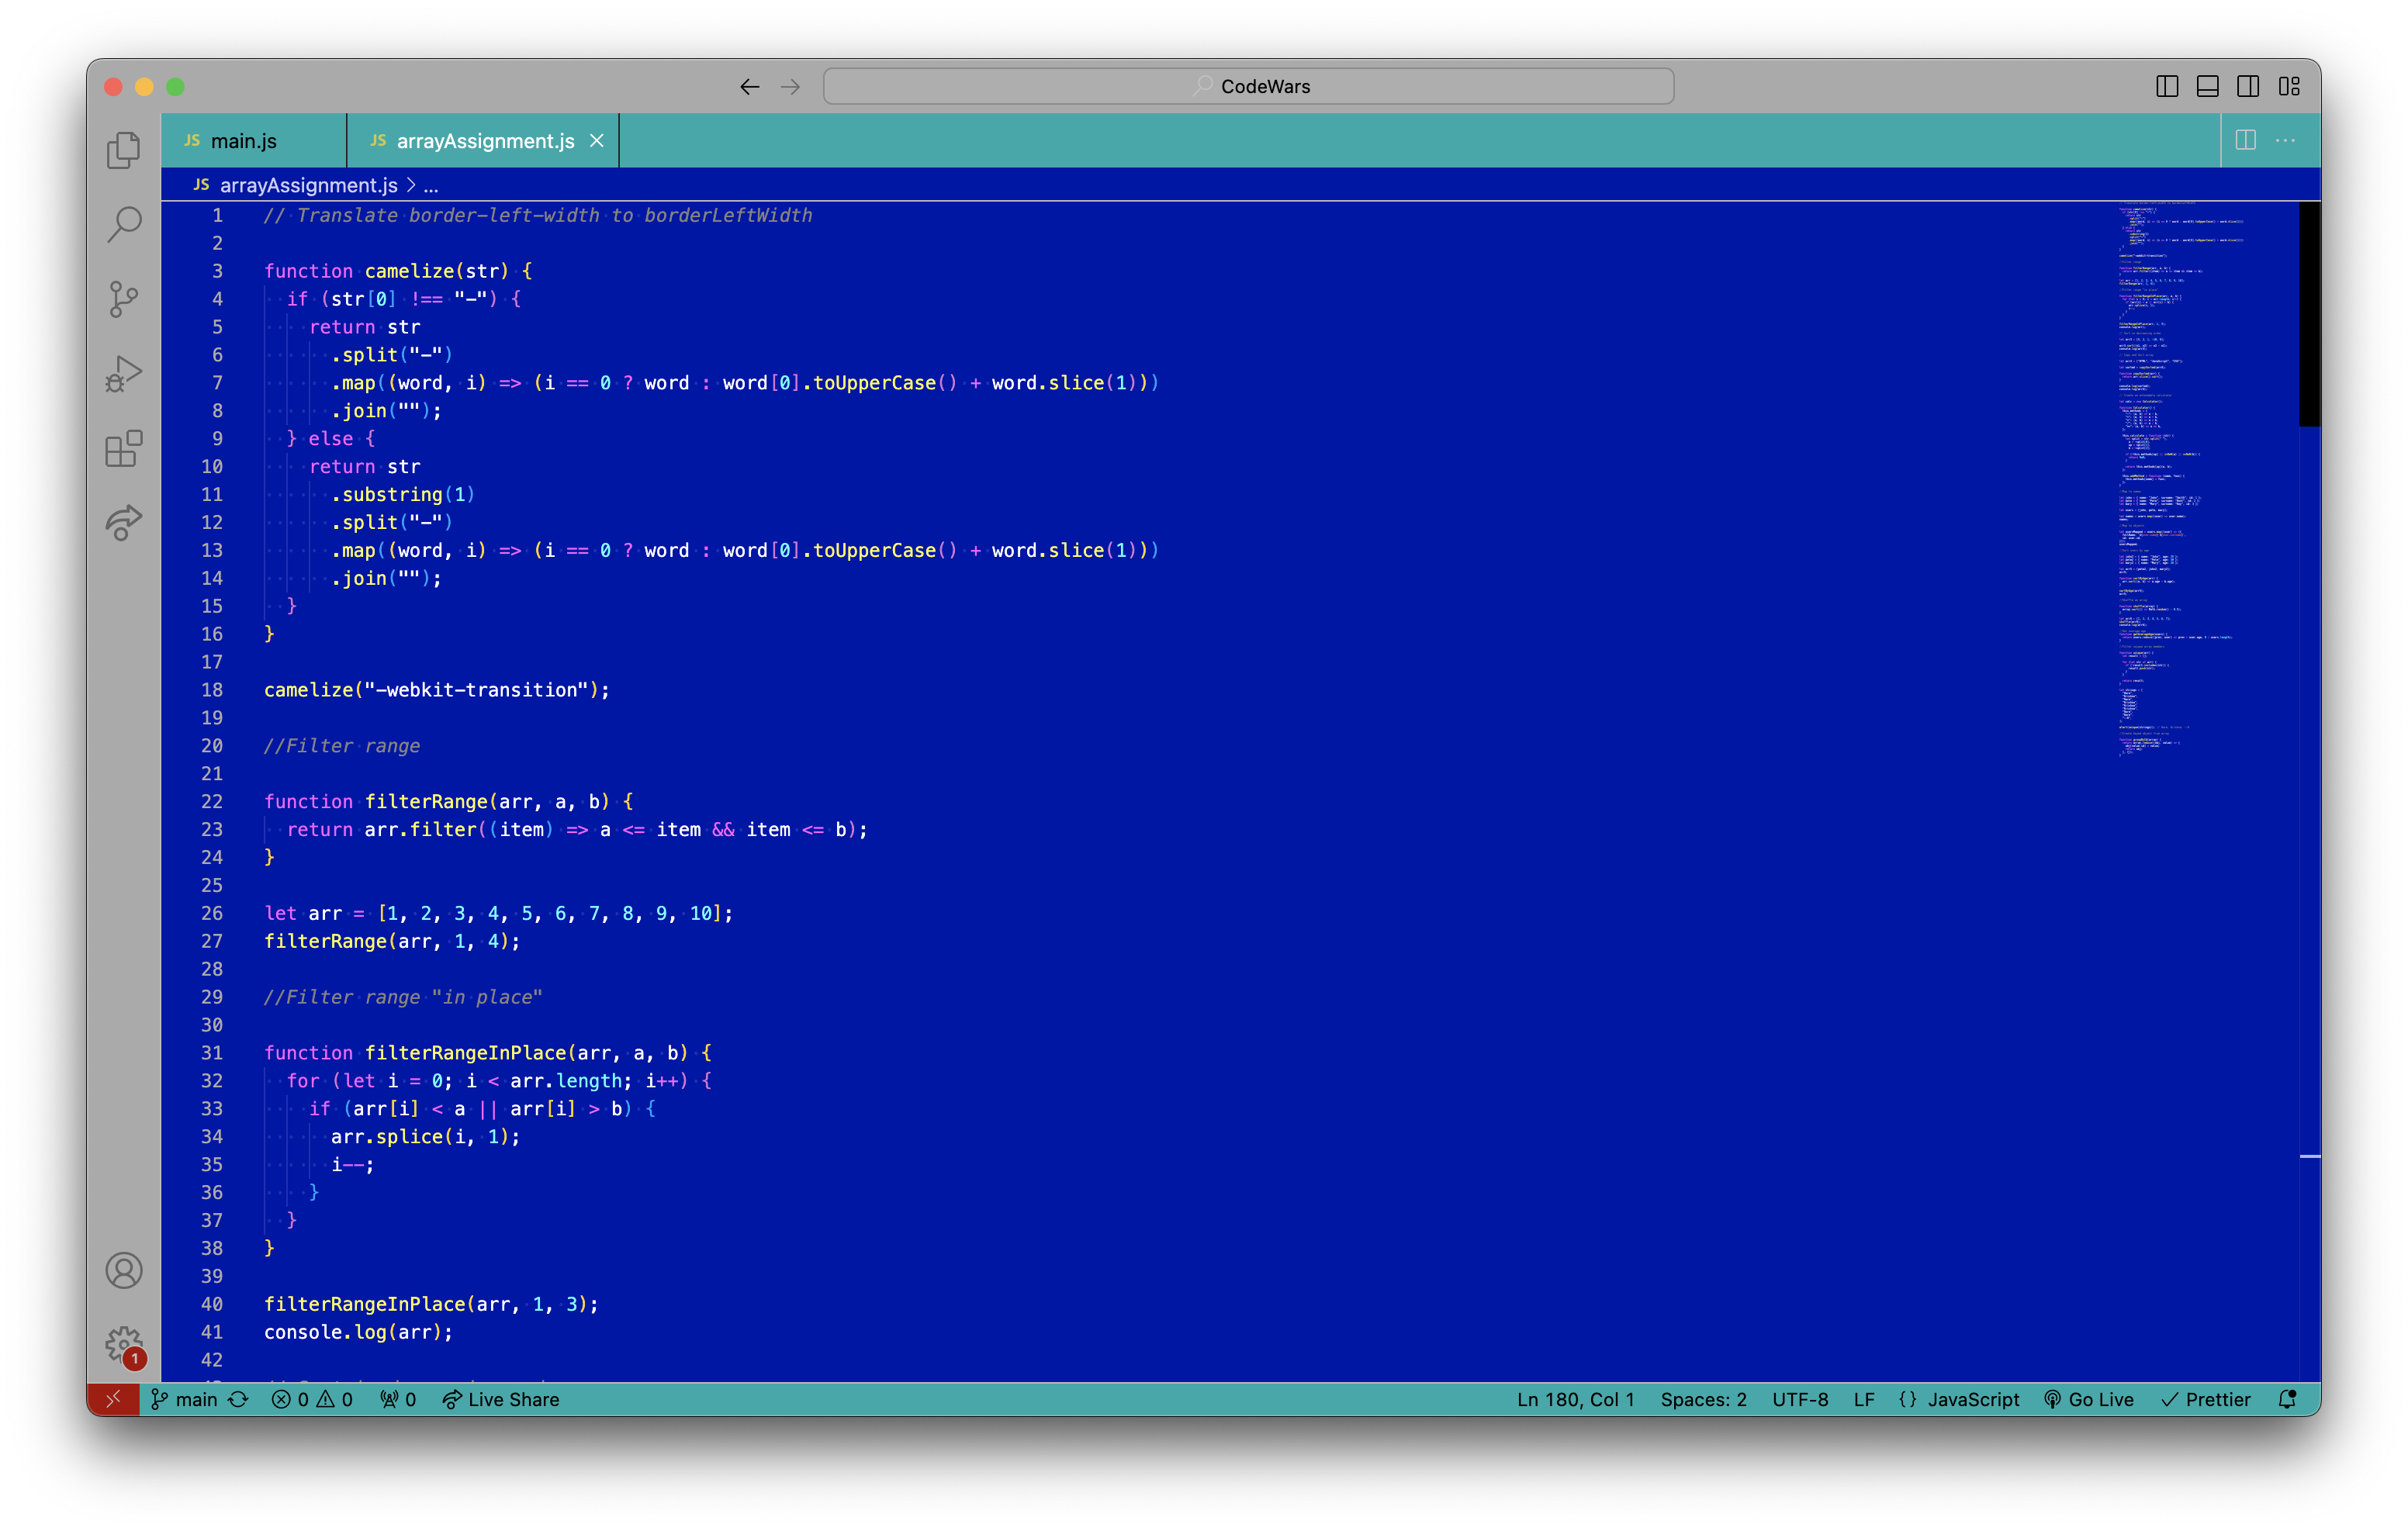 CodeWars
JS main.js JS arrayAssignment.js
JS arrayAssignment.js > ...
1 // Translate border-left-width to borderLeftWidth
2
3 function camelize(str) {
4 if (str[0] !== "-") {
5 return str
6 .split("-")
7 .map((word, i) => (i == 0 ? word : word[0].toUpperCase() + word.slice(1)))
8 .join("");
9 } else {
10 return str
11 .substring(1)
12 .split("-")
13 .map((word, i) => (i == 0 ? word : word[0].toUpperCase() + word.slice(1)))
14 .join("");
15 }
16 }
17
18 camelize("-webkit-transition");
19
20 //Filter range
21
22 function filterRange(arr, a, b) {
23 return arr.filter((item) => a <= item && item <= b);
24 }
25
26 let arr = [1, 2, 3, 4, 5, 6, 7, 8, 9, 10];
27 filterRange(arr, 1, 4);
28
29 //Filter range "in place"
30
31 function filterRangeInPlace(arr, a, b) {
32 for (let i = 0; i < arr.length; i++) {
33 if (arr[i] < a || arr[i] > b) {
34 arr.splice(i, 1);
35 i--;
36 }
37 }
38 }
39
40 filterRangeInPlace(arr, 1, 3);
41 console.log(arr);
42
1
main 0 0 0 Live Share Ln 180, Col 1 Spaces: 2 UTF-8 LF {} JavaScript Go Live Prettier